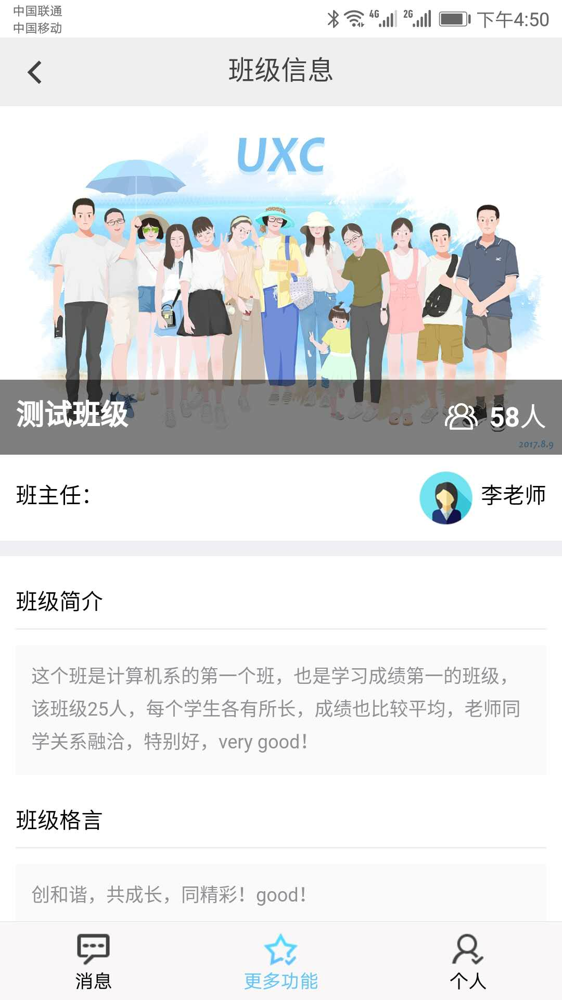 中国联通
中国移动
4G 2G 下午4:50
班级信息
UXC
测试班级
58人
2017.8.9
班主任：
李老师
班级简介
这个班是计算机系的第一个班，也是学习成绩第一的班级，
该班级25人，每个学生各有所长，成绩也比较平均，老师同
学关系融洽，特别好，very good！
班级格言
创和谐，共成长，同精彩！good！
消息
更多功能
个人